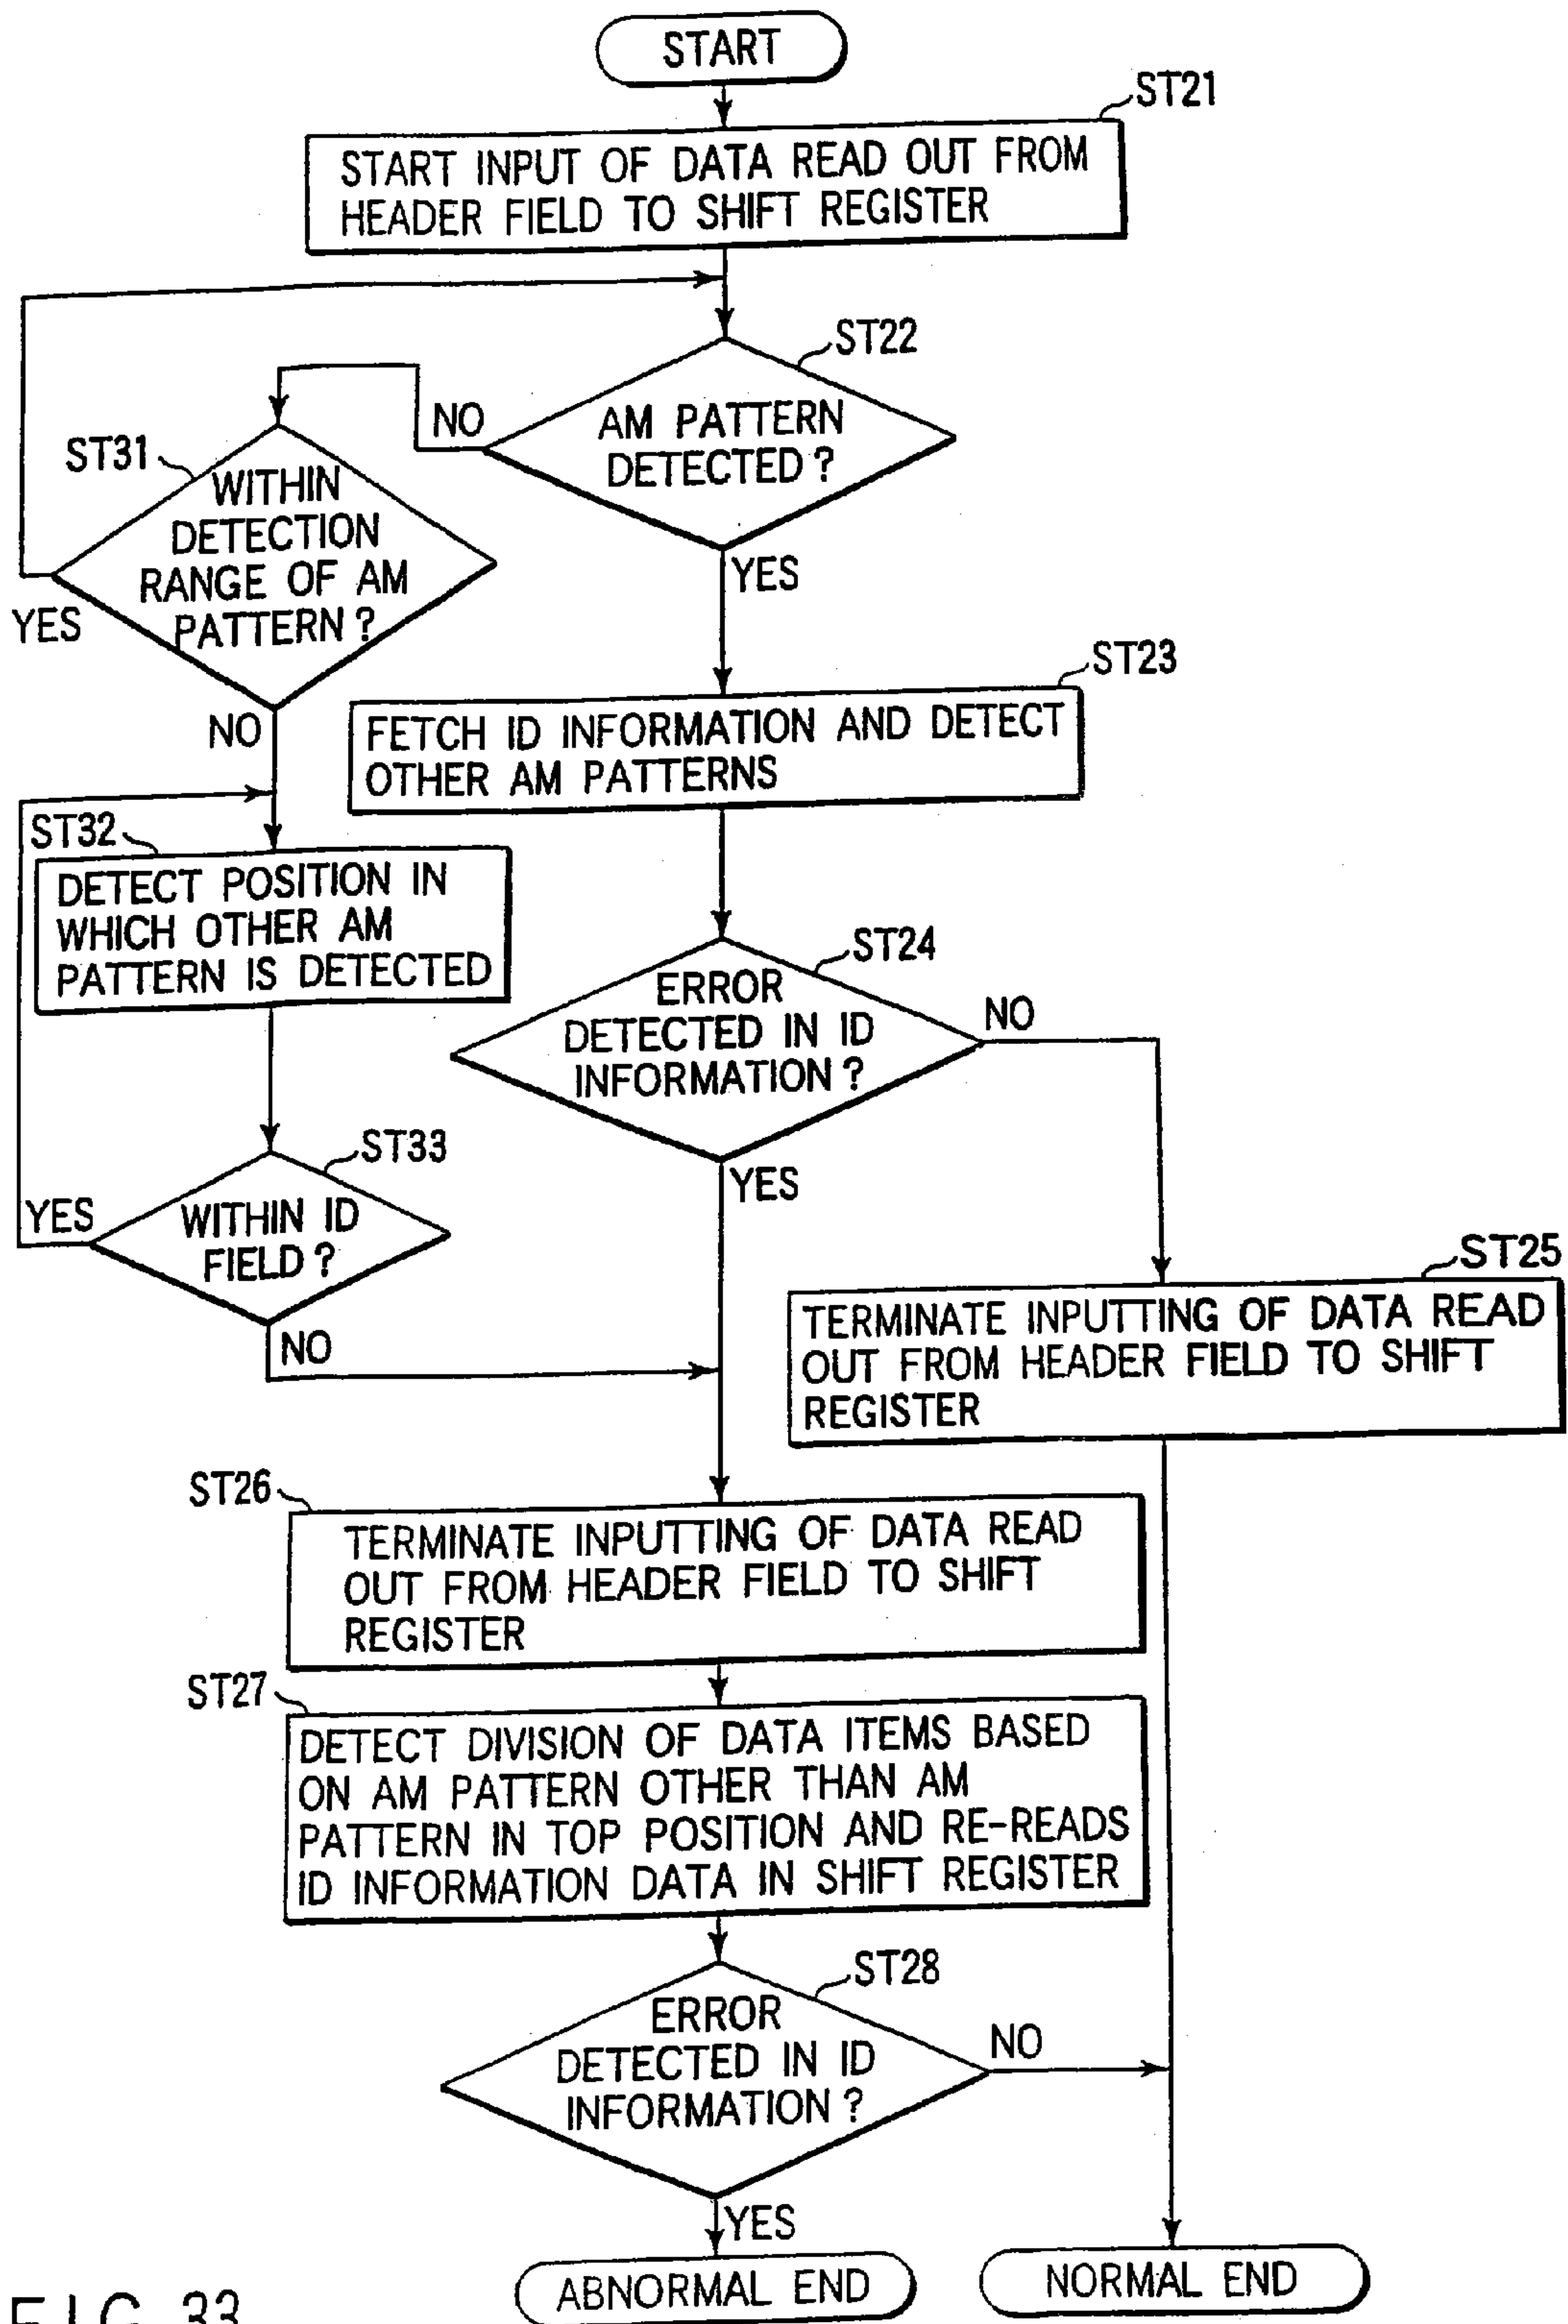 START
ST21
START INPUT OF DATA READ OUT FROM
HEADER FIELD TO SHIFT REGISTER
ST22
AM PATTERN
DETECTED?
NO
YES
ST31
WITHIN
DETECTION
RANGE OF AM
PATTERN?
YES
NO
ST23
FETCH ID INFORMATION AND DETECT
OTHER AM PATTERNS
ST32
DETECT POSITION IN
WHICH OTHER AM
PATTERN IS DETECTED
ST24
ERROR
DETECTED IN ID
INFORMATION?
NO
YES
ST33
WITHIN ID
FIELD?
YES
NO
ST25
TERMINATE INPUTTING OF DATA READ
OUT FROM HEADER FIELD TO SHIFT
REGISTER
ST26
TERMINATE INPUTTING OF DATA READ
OUT FROM HEADER FIELD TO SHIFT
REGISTER
ST27
DETECT DIVISION OF DATA ITEMS BASED
ON AM PATTERN OTHER THAN AM
PATTERN IN TOP POSITION AND RE-READS
ID INFORMATION DATA IN SHIFT REGISTER
ST28
ERROR
DETECTED IN ID
INFORMATION?
NO
YES
ABNORMAL END
NORMAL END
FIG. 33